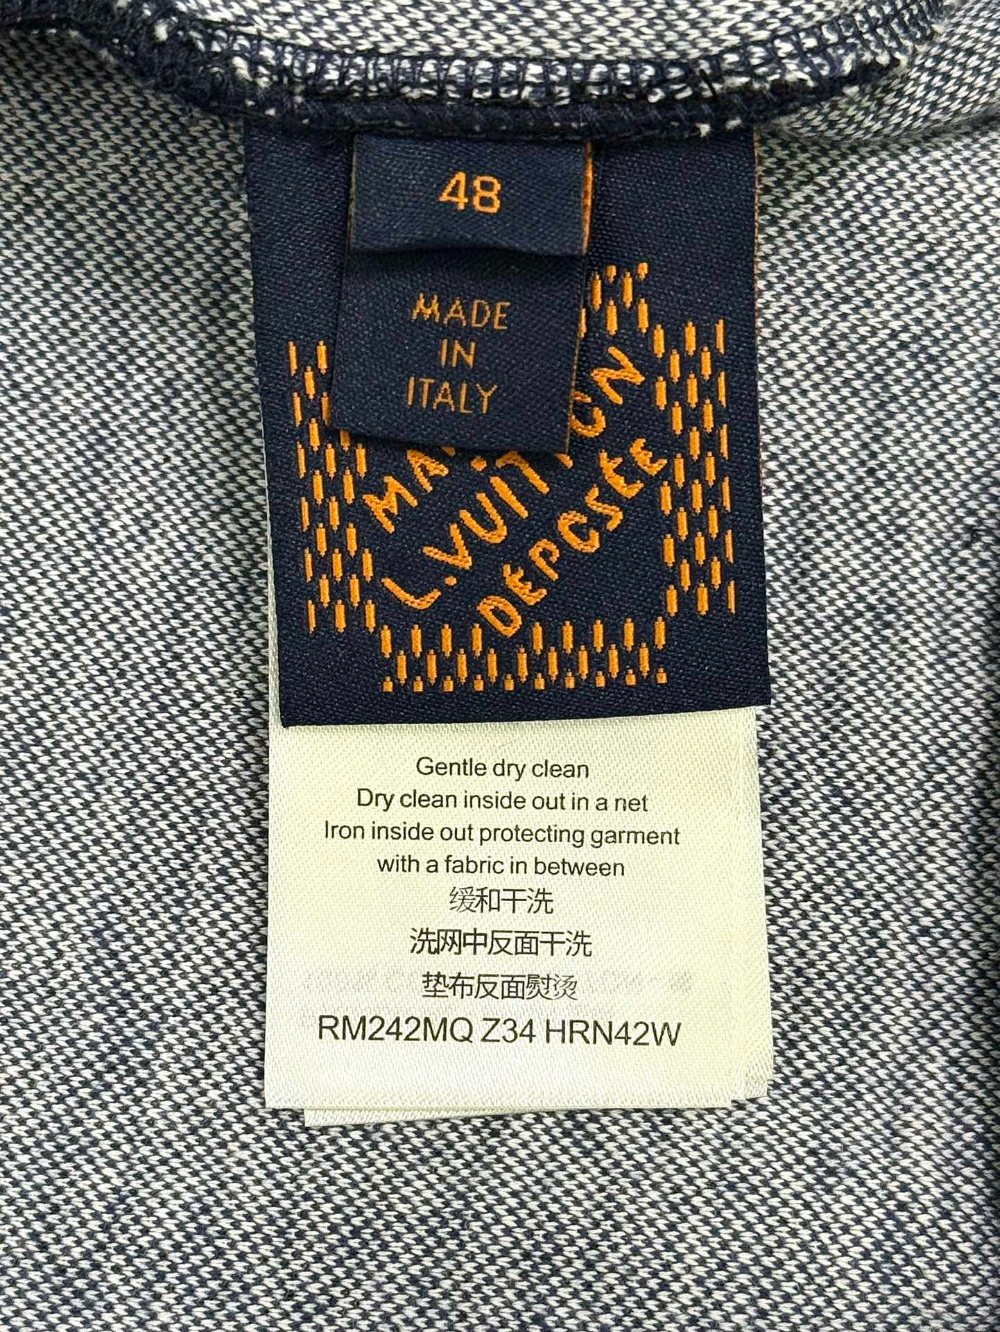 48
MADE
IN
ITALY
L.VUITTON
DÉPOSÉE
Gentle dry clean
Dry clean inside out in a net
Iron inside out protecting garment
with a fabric in between
缓和干洗
洗网中反面干洗
垫布反面熨烫
RM242MQ Z34 HRN42W